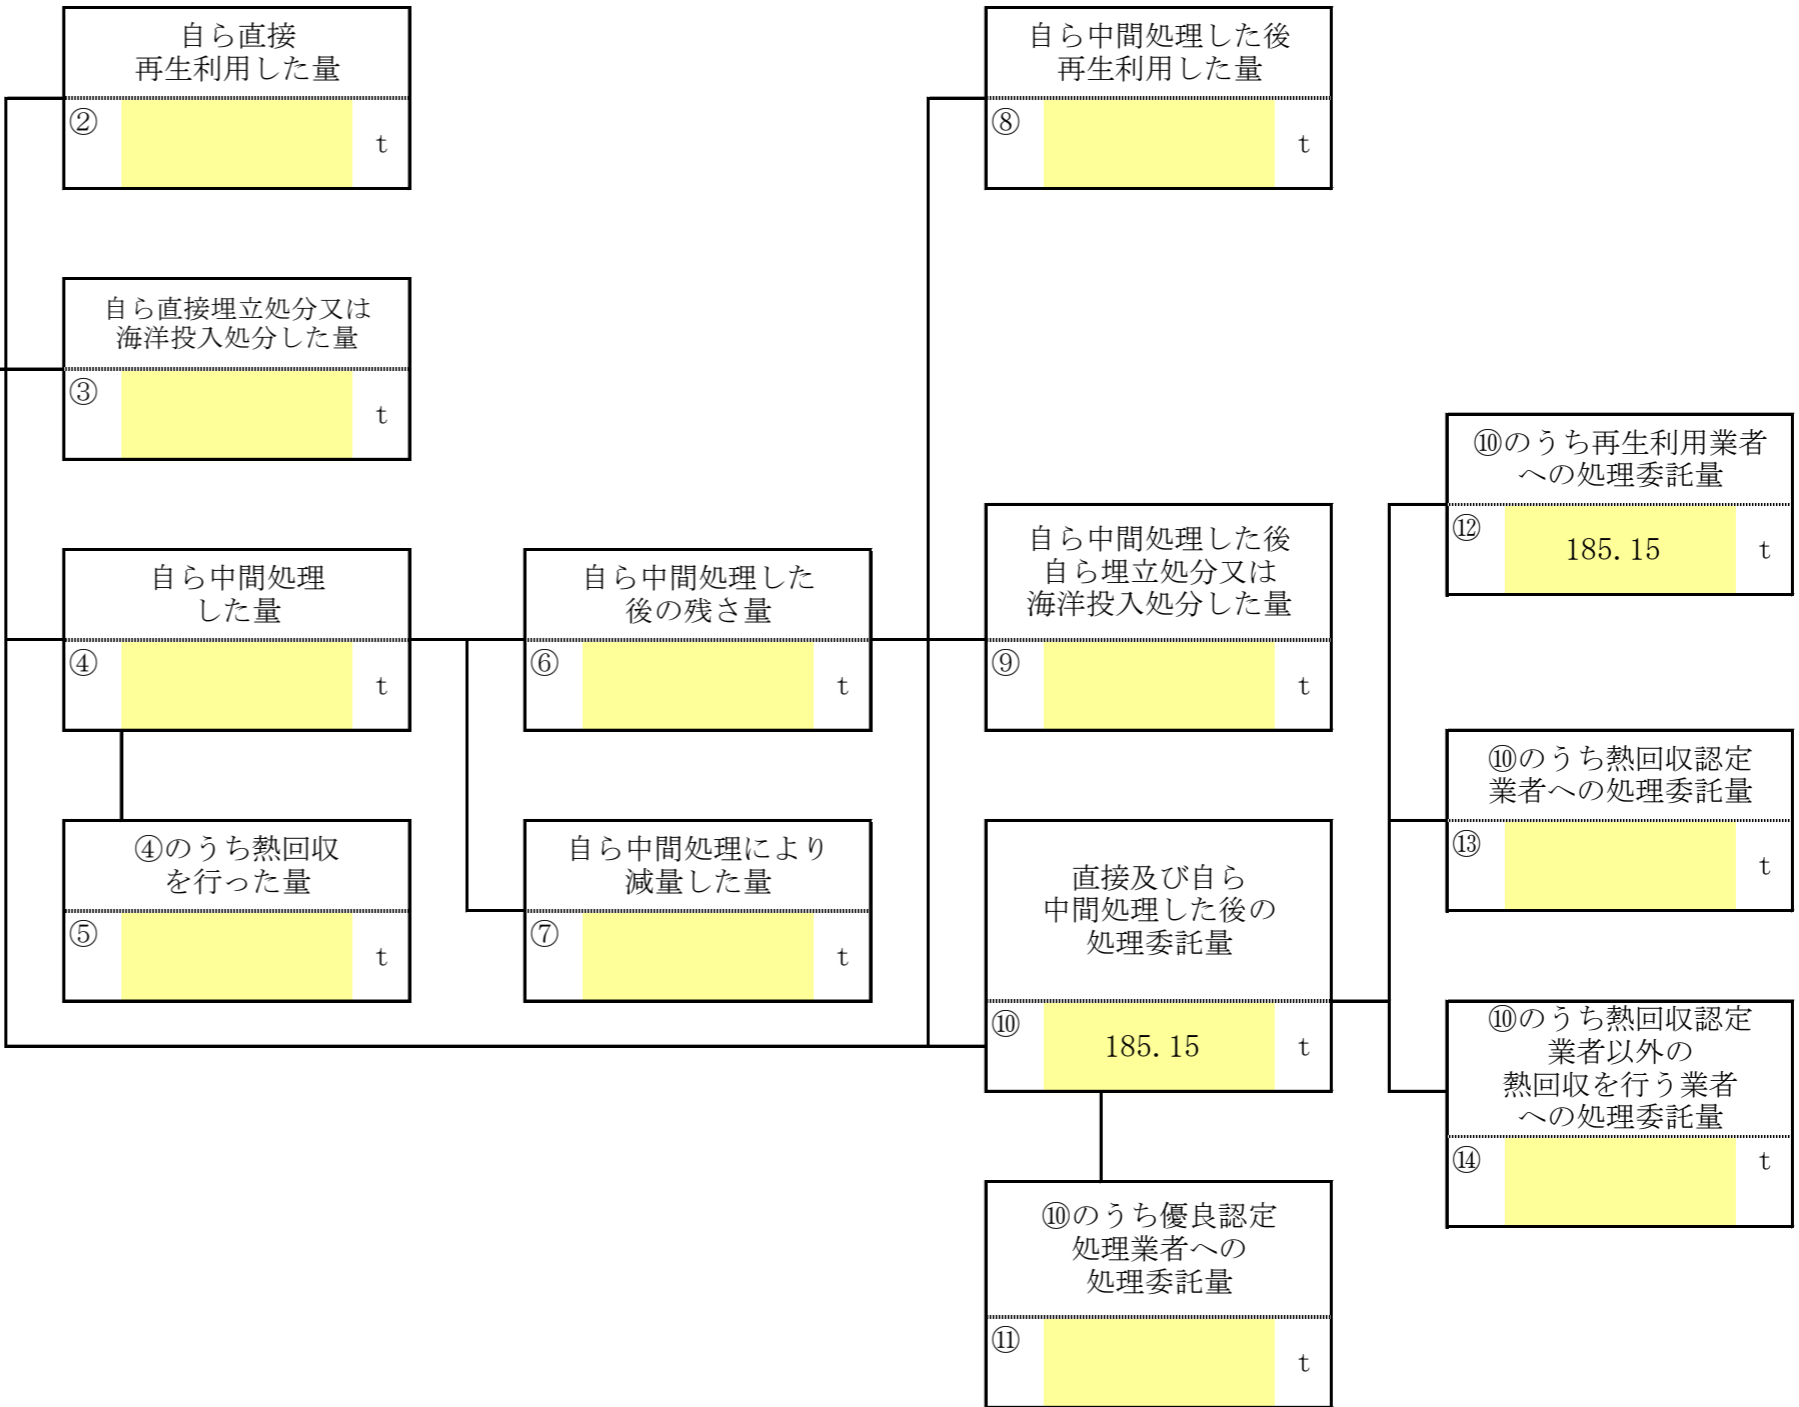 自ら直接
再生利用した量
②
t
自ら中間処理した後
再生利用した量
⑧
t
自ら直接埋立処分又は
海洋投入処分した量
③
t
⑩のうち再生利用業者
への処理委託量
⑫ 185.15 t
自ら中間処理
した量
④
t
自ら中間処理した
後の残さ量
⑥
t
自ら中間処理した後
自ら埋立処分又は
海洋投入処分した量
⑨
t
⑩のうち熱回収認定
業者への処理委託量
⑬
t
④のうち熱回収
を行った量
⑤
t
自ら中間処理により
減量した量
⑦
t
直接及び自ら
中間処理した後の
処理委託量
⑩ 185.15 t
⑩のうち熱回収認定
業者以外の
熱回収を行う業者
への処理委託量
⑭
t
⑩のうち優良認定
処理業者への
処理委託量
⑪
t